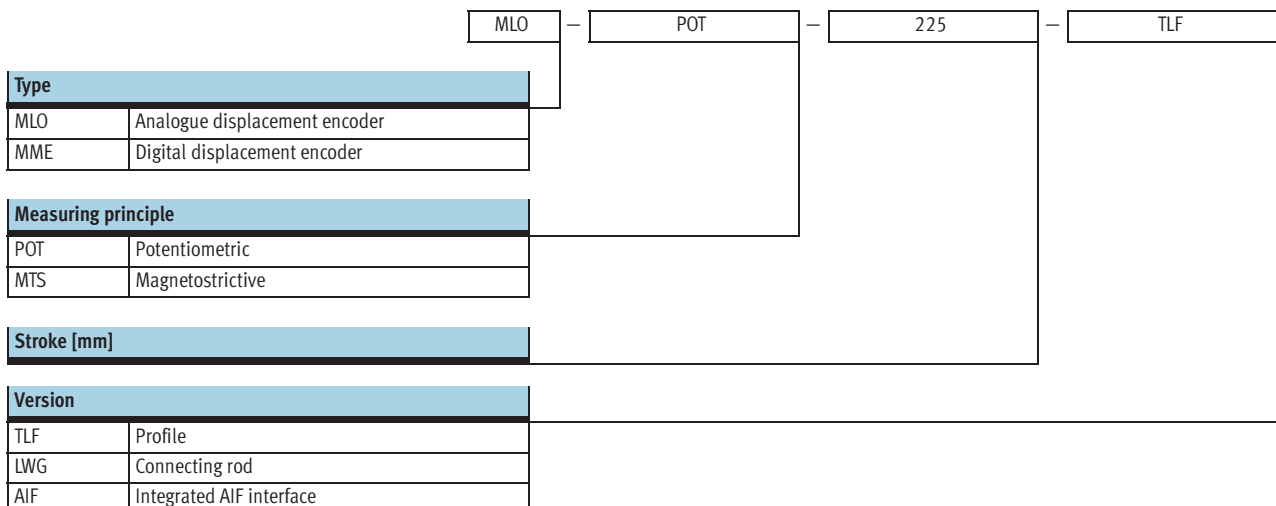 MLO – POT – 225 – TLF
Type
MLO Analogue displacement encoder
MME Digital displacement encoder
Measuring principle
POT Potentiometric
MTS Magnetostrictive
Stroke [mm]
Version
TLF Profile
LWG Connecting rod
AIF Integrated AIF interface